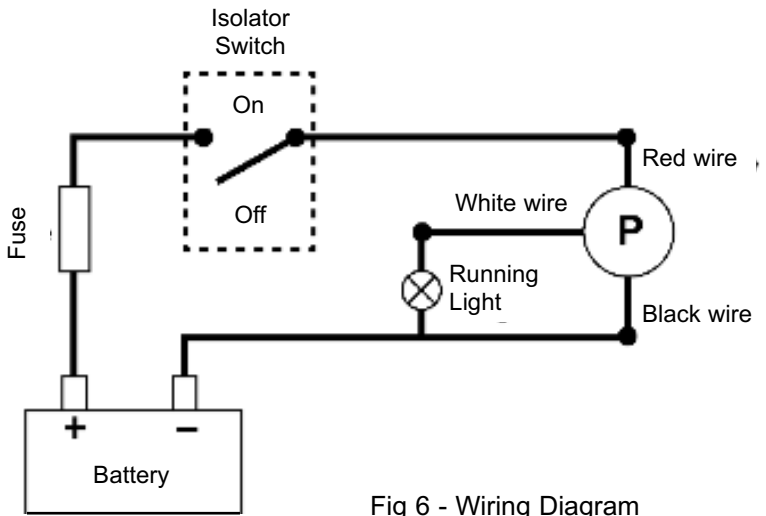 Isolator
Switch
On
Off
Fuse
Red wire
White wire
P
Running
Light
Black wire
+ −
Battery
Fig 6 - Wiring Diagram